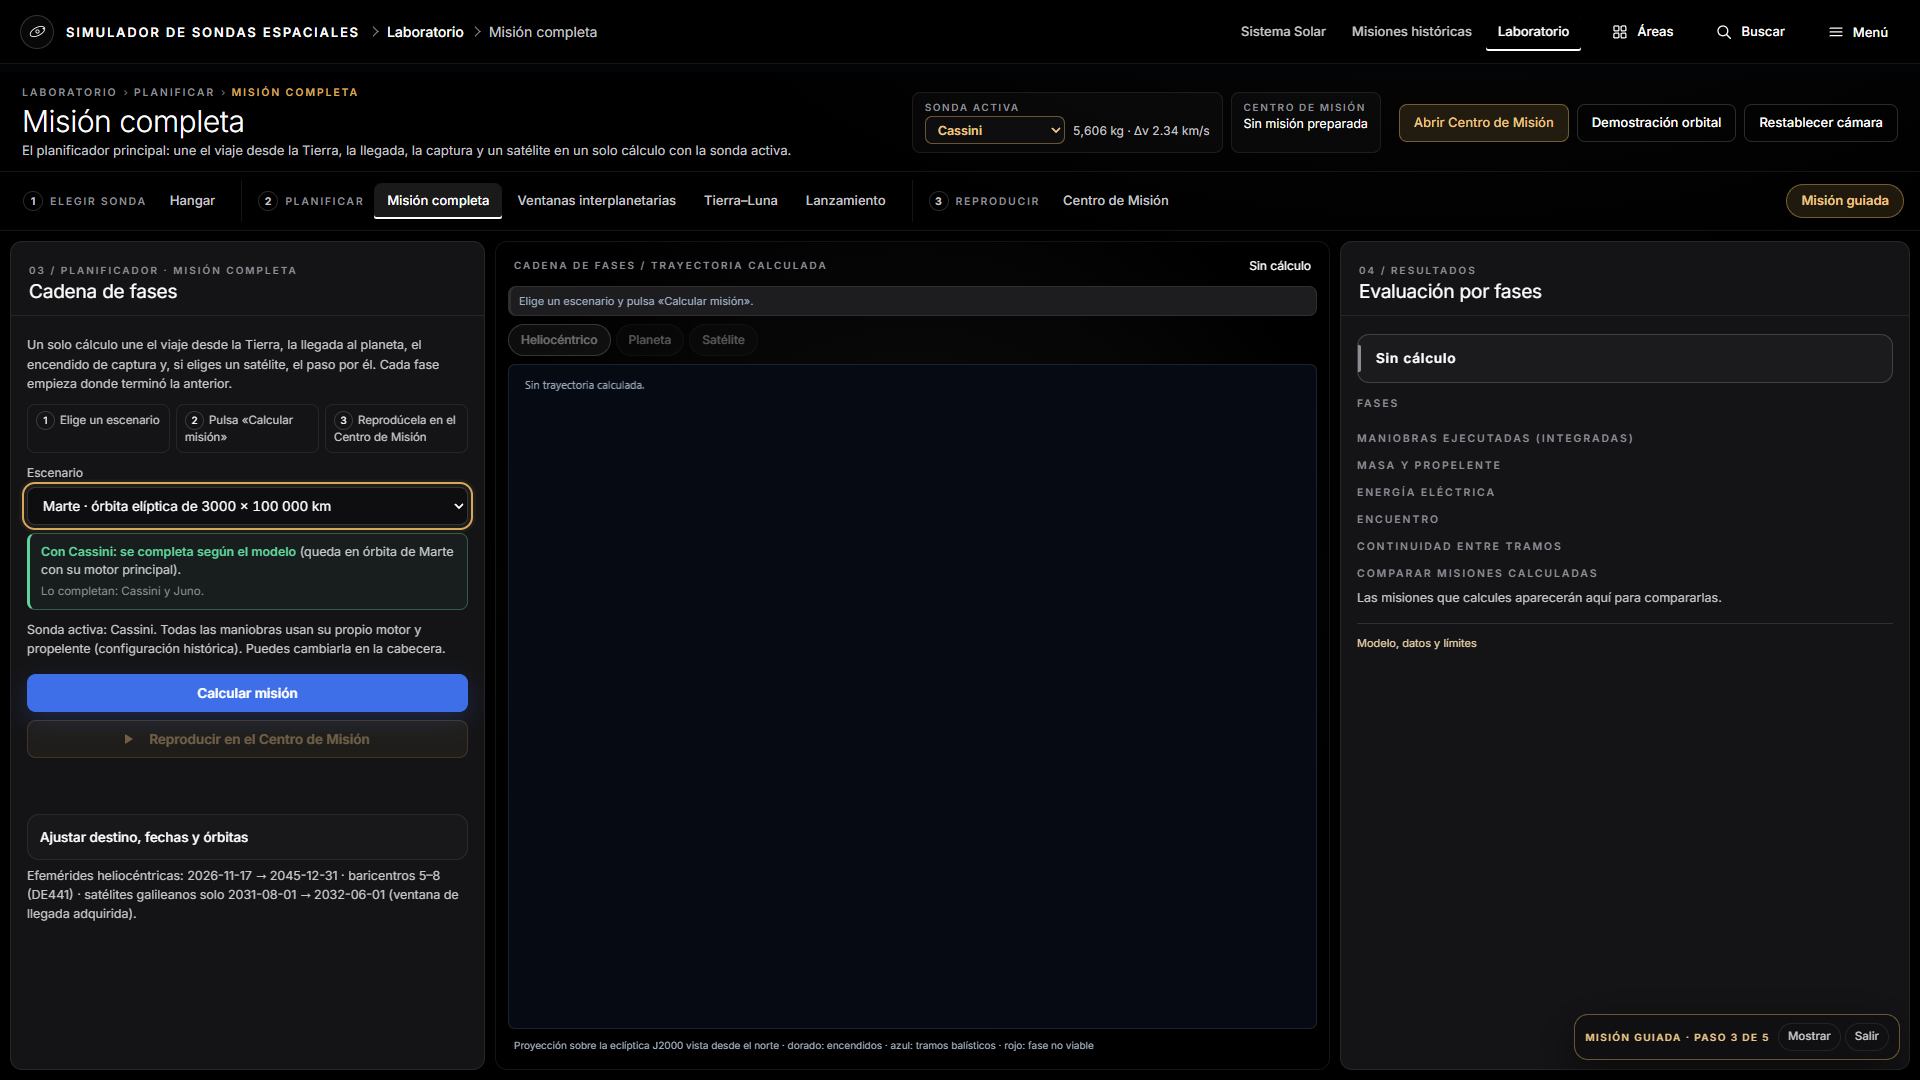 SIMULADOR DE SONDAS ESPACIALES > Laboratorio > Misión completa
Sistema Solar
Misiones históricas
Laboratorio
Áreas
Buscar
Menú
LABORATORIO › PLANIFICAR › MISIÓN COMPLETA
Misión completa
El planificador principal: une el viaje desde la Tierra, la llegada, la captura y un satélite en un solo cálculo con la sonda activa.
SONDA ACTIVA
Cassini
5,606 kg · Δv 2.34 km/s
CENTRO DE MISIÓN
Sin misión preparada
Abrir Centro de Misión
Demostración orbital
Restablecer cámara
1 ELEGIR SONDA
Hangar
2 PLANIFICAR
Misión completa
Ventanas interplanetarias
Tierra–Luna
Lanzamiento
3 REPRODUCIR
Centro de Misión
Misión guiada
03 / PLANIFICADOR · MISIÓN COMPLETA
Cadena de fases
Un solo cálculo une el viaje desde la Tierra, la llegada al planeta, el
encendido de captura y, si eliges un satélite, el paso por él. Cada fase
empieza donde terminó la anterior.
1 Elige un escenario
2 Pulsa «Calcular
misión»
3 Reprodúcela en el
Centro de Misión
Escenario
Marte · órbita elíptica de 3000 × 100 000 km
Con Cassini: se completa según el modelo (queda en órbita de Marte
con su motor principal).
Lo completan: Cassini y Juno.
Sonda activa: Cassini. Todas las maniobras usan su propio motor y
propelente (configuración histórica). Puedes cambiarla en la cabecera.
Calcular misión
Reproducir en el Centro de Misión
Ajustar destino, fechas y órbitas
Efemérides heliocéntricas: 2026-11-17 → 2045-12-31 · baricentros 5–8
(DE441) · satélites galileanos solo 2031-08-01 → 2032-06-01 (ventana de
llegada adquirida).
CADENA DE FASES / TRAYECTORIA CALCULADA
Sin cálculo
Elige un escenario y pulsa «Calcular misión».
Heliocéntrico
Planeta
Satélite
Sin trayectoria calculada.
Proyección sobre la eclíptica J2000 vista desde el norte · dorado: encendidos · azul: tramos balísticos · rojo: fase no viable
04 / RESULTADOS
Evaluación por fases
Sin cálculo
FASES
MANIOBRAS EJECUTADAS (INTEGRADAS)
MASA Y PROPELENTE
ENERGÍA ELÉCTRICA
ENCUENTRO
CONTINUIDAD ENTRE TRAMOS
COMPARAR MISIONES CALCULADAS
Las misiones que calcules aparecerán aquí para compararlas.
Modelo, datos y límites
MISIÓN GUIADA · PASO 3 DE 5
Mostrar
Salir